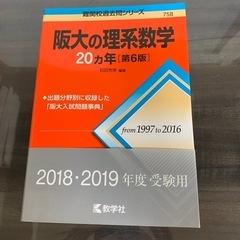 難関校過去問シリーズ
758
阪大の理系数学
20カ年［第6版］
編著
◆出題分野別に収録した
「阪大入試問題事典」
from 1997 to 2016
2018・2019年度受験用
教学社